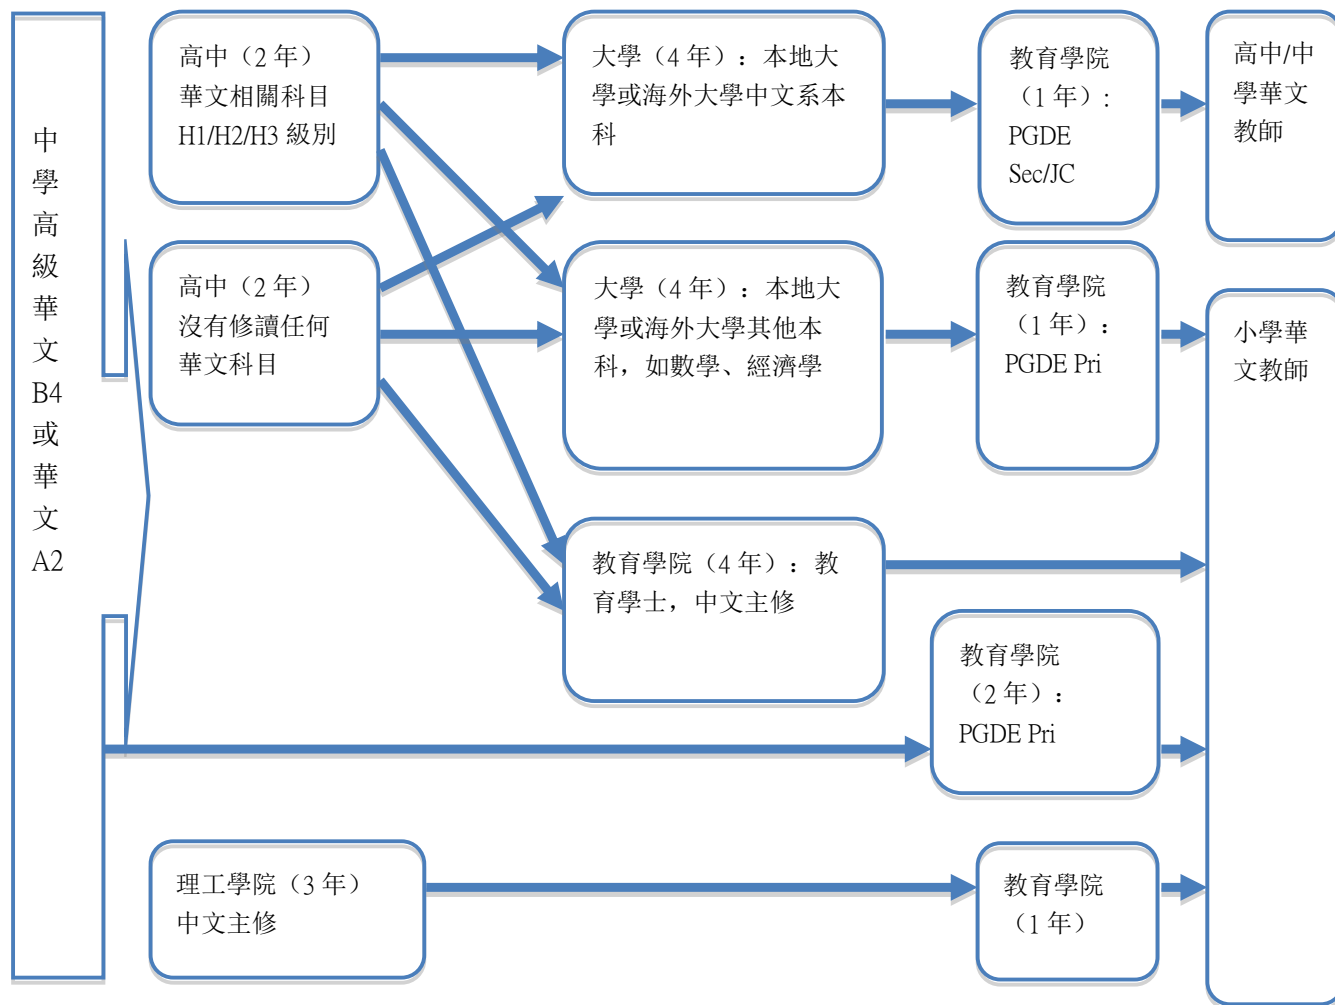 中
學
高
級
華
文
B4
或
華
文
A2
高中（2 年）
華文相關科目
H1/H2/H3 級別
大學（4 年）：本地大
學或海外大學中文系本
科
教育學院
（1 年）:
PGDE
Sec/JC
高中/中
學華文
教師
高中（2 年）
沒有修讀任何
華文科目
大學（4 年）：本地大
學或海外大學其他本
科，如數學、經濟學
教育學院
（1 年）：
PGDE Pri
小學華
文教師
教育學院（4 年）：教
育學士，中文主修
教育學院
（2 年）：
PGDE Pri
理工學院（3 年）
中文主修
教育學院
（1 年）